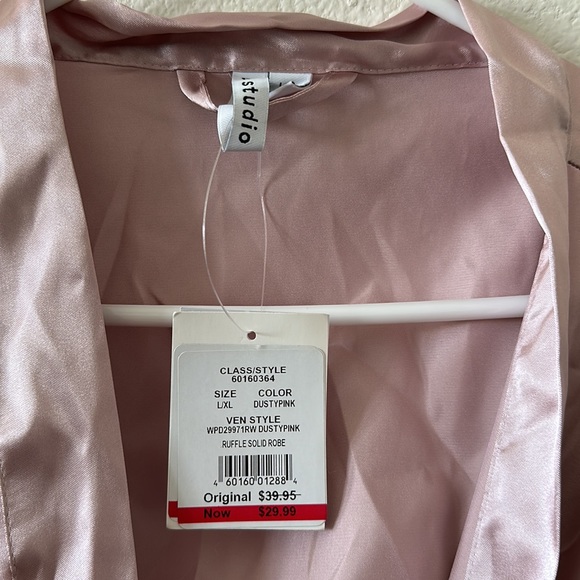 .studio
CLASS/STYLE
60160364
SIZE COLOR
L/XL DUSTYPINK
VEN STYLE
WPD29971RW DUSTYPINK
RUFFLE SOLID ROBE
4 60160 01288 4
Original $39.95
Now $29.99